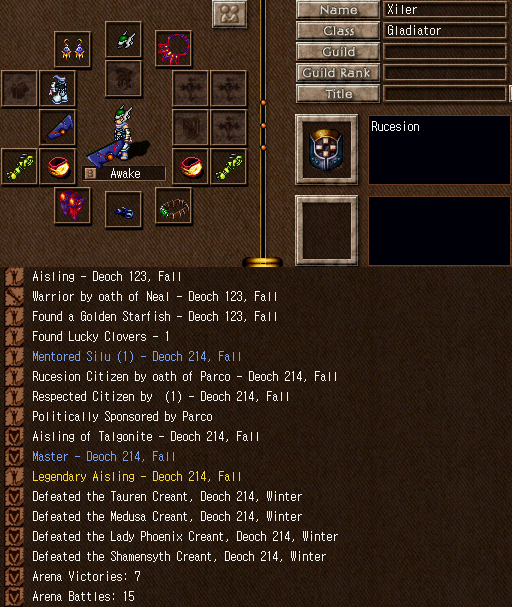 Name Xiler
Class Gladiator
Guild
Guild Rank
Title
Rucesion
Awake
Aisling - Deoch 123, Fall
Warrior by oath of Neal - Deoch 123, Fall
Found a Golden Starfish - Deoch 123, Fall
Found Lucky Clovers - 1
Mentored Silu (1) - Deoch 214, Fall
Rucesion Citizen by oath of Parco - Deoch 214, Fall
Respected Citizen by (1) - Deoch 214, Fall
Politically Sponsored by Parco
Aisling of Talgonite - Deoch 214, Fall
Master - Deoch 214, Fall
Legendary Aisling - Deoch 214, Fall
Defeated the Tauren Creant, Deoch 214, Winter
Defeated the Medusa Creant, Deoch 214, Winter
Defeated the Lady Phoenix Creant, Deoch 214, Winter
Defeated the Shamensyth Creant, Deoch 214, Winter
Arena Victories: 7
Arena Battles: 15